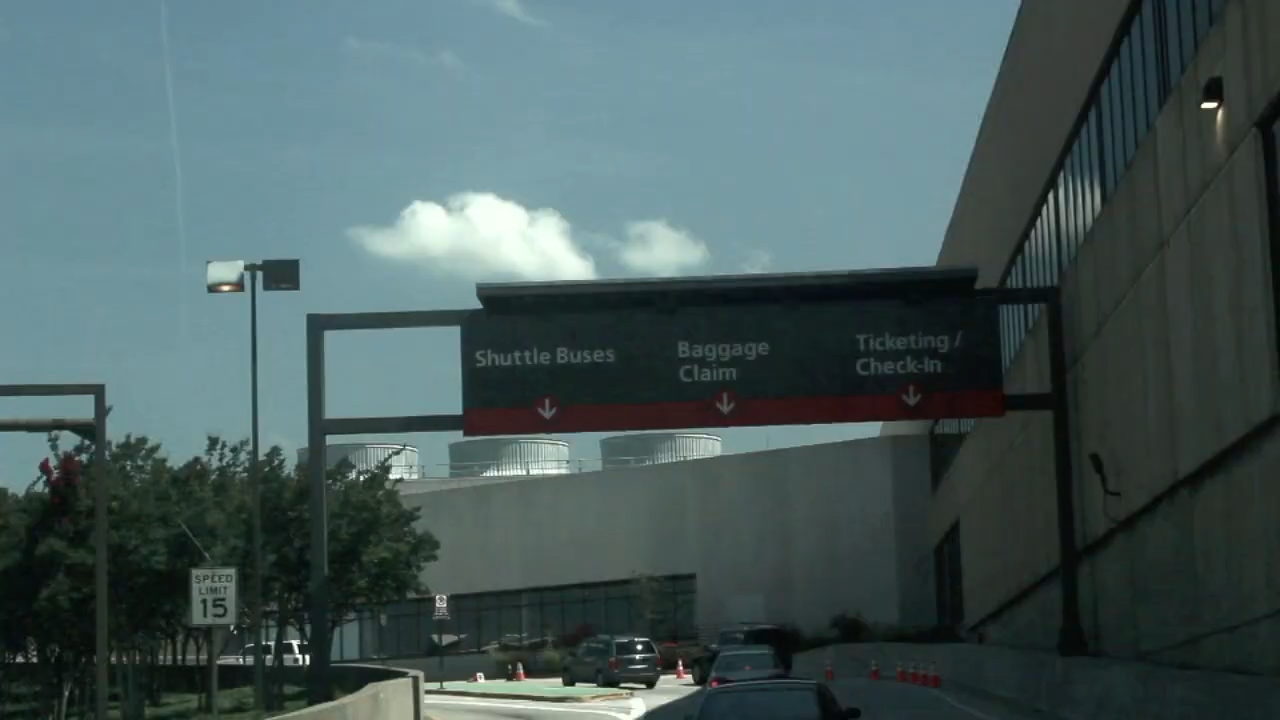 Shuttle Buses
Baggage
Claim
Ticketing /
Check-In
SPEED
LIMIT
15